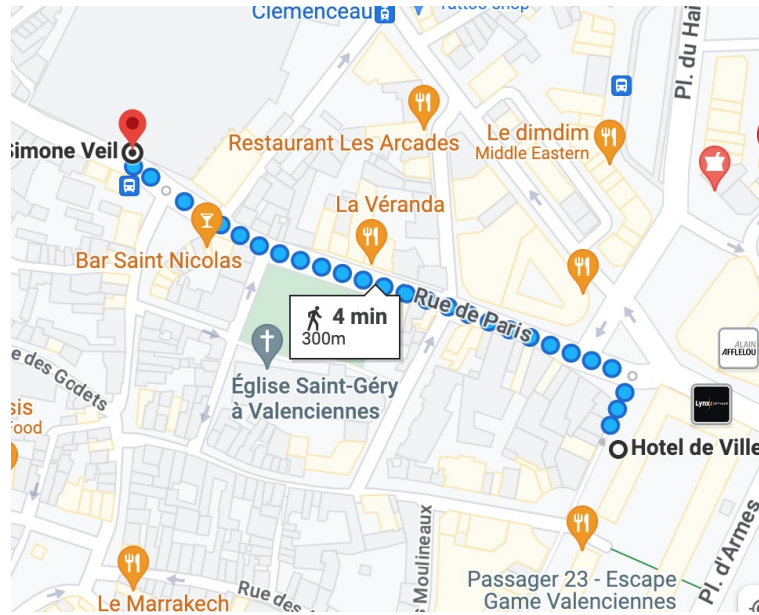 Clemenceau
Pl. du Hai
Simone Veil
Restaurant Les Arcades
Le dimdim
Middle Eastern
La Véranda
Bar Saint Nicolas
Rue de Paris
4 min
300m
ALAIN
AFFLELOU
e des Godets
Église Saint-Géry
à Valenciennes
sis
Food
Lynx
Hotel de Ville
s Moulineaux
Pl. d'Armes
Passager 23 - Escape
Game Valenciennes
Le Marrakech
Rue des